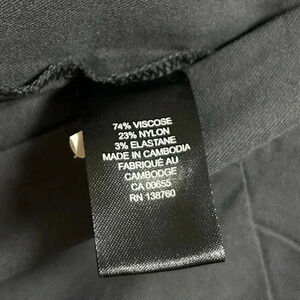 74% VISCOSE
23% NYLON
3% ELASTANE
MADE IN CAMBODIA
FABRIQUÉ AU
CAMBODGE
CA 00655
RN 138760